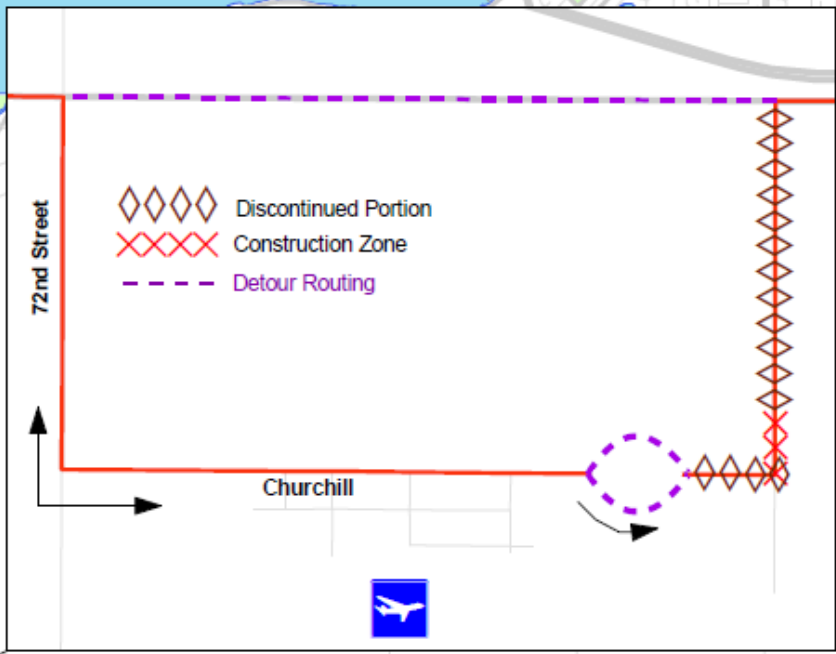 72nd Street
Discontinued Portion
Construction Zone
Detour Routing
Churchill